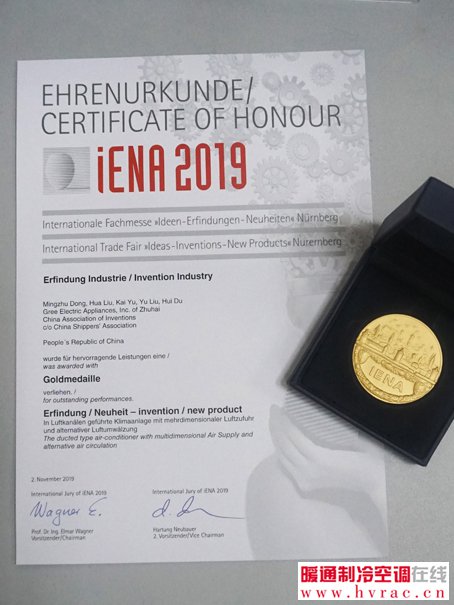 EHRENURKUNDE/
CERTIFICATE OF HONOUR
iENA 2019
Internationale Fachmesse »Ideen-Erfindungen-Neuheiten« Nürnberg
International Trade Fair »Ideas-Inventions-New Products« Nuremberg
Erfindung Industrie / Invention Industry
Mingzhu Dong, Hua Liu, Kai Yu, Yu Liu, Hui Du
Gree Electric Appliances, Inc. of Zhuhai
China Association of Inventions
c/o China Shippers' Association
People´s Republic of China
wurde für hervorragende Leistungen eine /
was awarded with
Goldmedaille
verliehen. /
for outstanding performances.
Erfindung / Neuheit – invention / new product
In Luftkanälen geführte Klimaanlage mit mehrdimensionaler Luftzufuhr
und alternativer Luftumwälzung
The ducted type air-conditioner with multidimensional Air Supply and
alternative air circulation
2. November 2019
International Jury of iENA 2019
Wagner E.
Prof. Dr. Ing. Elmar Wagner
Vorsitzender/Chairman
International Jury of iENA 2019
Hartung Neubauer
2. Vorsitzender/Vice Chairman
IENA
暖通制冷空调在线
www.hvrac.cn